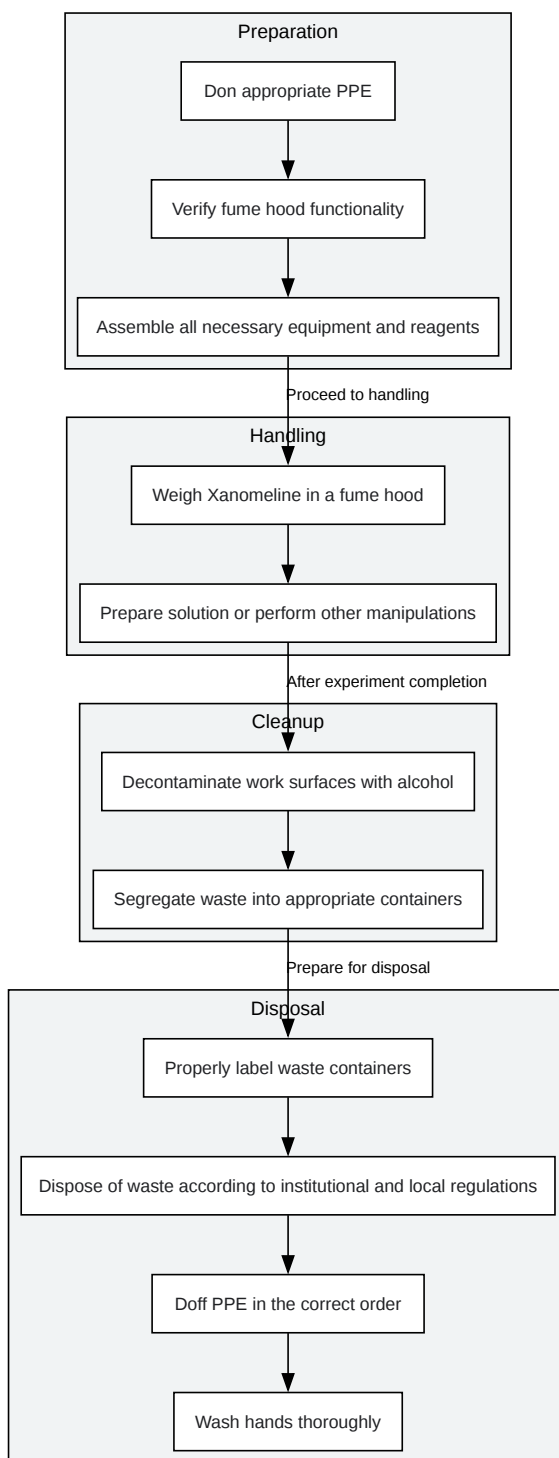 Preparation
Don appropriate PPE
Verify fume hood functionality
Assemble all necessary equipment and reagents
Proceed to handling
Handling
Weigh Xanomeline in a fume hood
Prepare solution or perform other manipulations
After experiment completion
Cleanup
Decontaminate work surfaces with alcohol
Segregate waste into appropriate containers
Prepare for disposal
Disposal
Properly label waste containers
Dispose of waste according to institutional and local regulations
Doff PPE in the correct order
Wash hands thoroughly